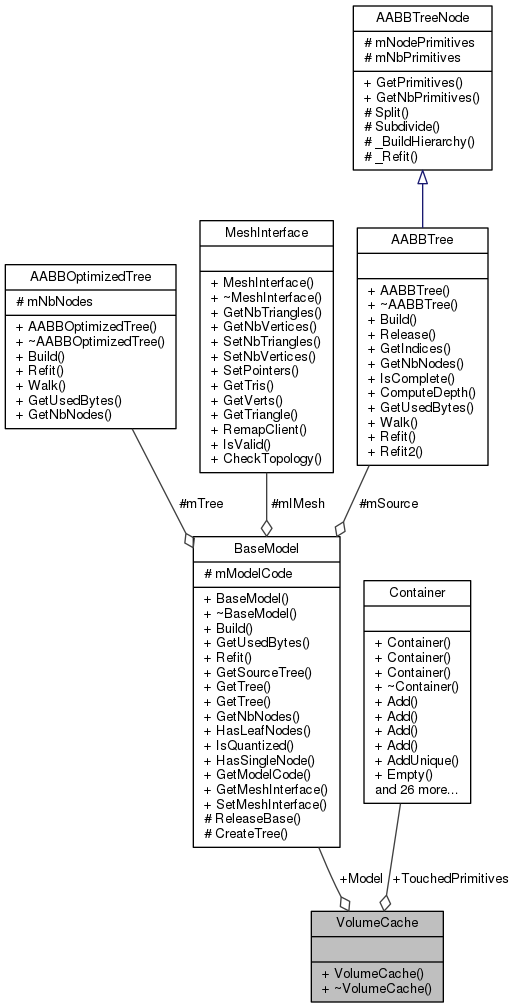 AABBTreeNode
# mNodePrimitives
# mNbPrimitives
+ GetPrimitives()
+ GetNbPrimitives()
# Split()
# Subdivide()
# _BuildHierarchy()
# _Refit()
AABBOptimizedTree
# mNbNodes
+ AABBOptimizedTree()
+ ~AABBOptimizedTree()
+ Build()
+ Refit()
+ Walk()
+ GetUsedBytes()
+ GetNbNodes()
MeshInterface
+ MeshInterface()
+ ~MeshInterface()
+ GetNbTriangles()
+ GetNbVertices()
+ SetNbTriangles()
+ SetNbVertices()
+ SetPointers()
+ GetTris()
+ GetVerts()
+ GetTriangle()
+ RemapClient()
+ IsValid()
+ CheckTopology()
AABBTree
+ AABBTree()
+ ~AABBTree()
+ Build()
+ Release()
+ GetIndices()
+ GetNbNodes()
+ IsComplete()
+ ComputeDepth()
+ GetUsedBytes()
+ Walk()
+ Refit()
+ Refit2()
#mTree
#mIMesh
#mSource
BaseModel
# mModelCode
+ BaseModel()
+ ~BaseModel()
+ Build()
+ GetUsedBytes()
+ Refit()
+ GetSourceTree()
+ GetTree()
+ GetTree()
+ GetNbNodes()
+ HasLeafNodes()
+ IsQuantized()
+ HasSingleNode()
+ GetModelCode()
+ GetMeshInterface()
+ SetMeshInterface()
# ReleaseBase()
# CreateTree()
Container
+ Container()
+ Container()
+ Container()
+ ~Container()
+ Add()
+ Add()
+ Add()
+ Add()
+ AddUnique()
+ Empty()
and 26 more...
+Model
+TouchedPrimitives
VolumeCache
+ VolumeCache()
+ ~VolumeCache()